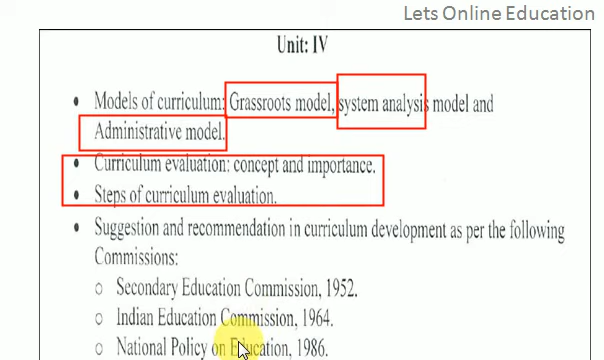 Lets Online Education
Unit: IV
• Models of curriculum: Grassroots model, system analysis model and
Administrative model.
• Curriculum evaluation: concept and importance.
• Steps of curriculum evaluation.
• Suggestion and recommendation in curriculum development as per the following
Commissions:
o Secondary Education Commission, 1952.
o Indian Education Commission, 1964.
o National Policy on Education, 1986.